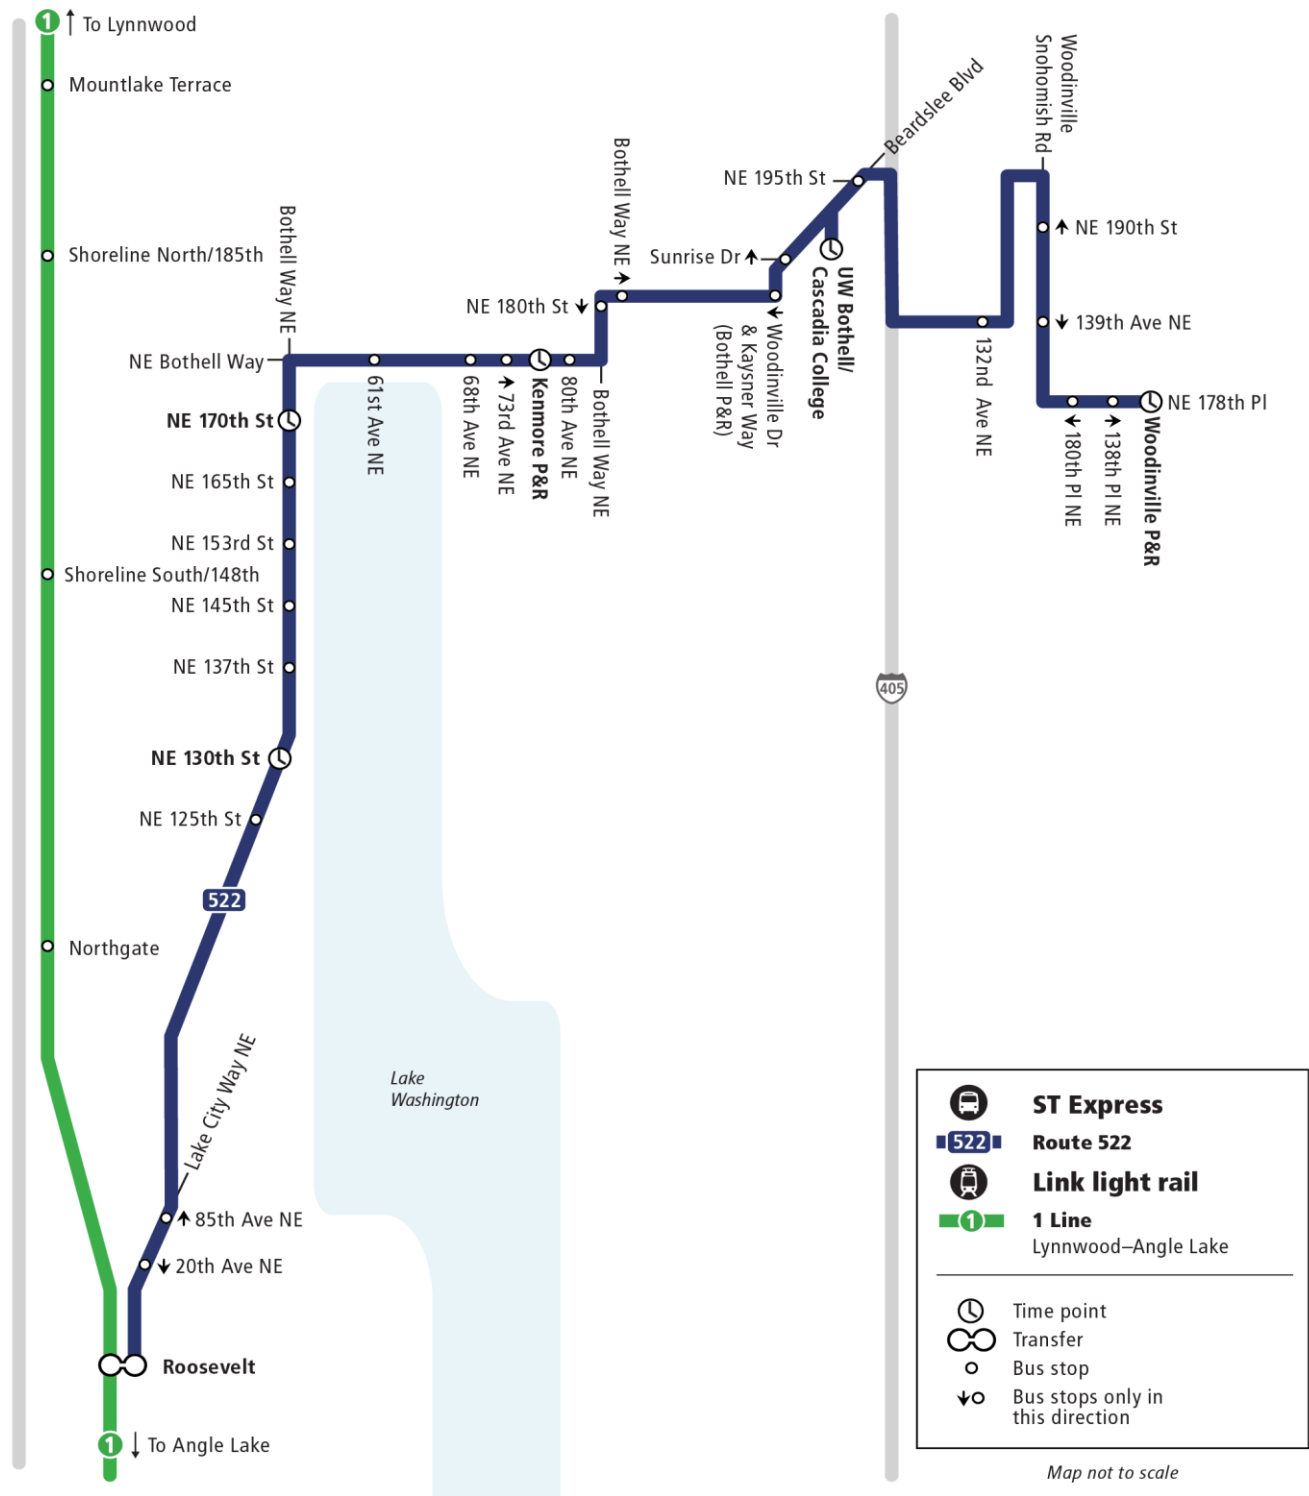 1 ↑ To Lynnwood
Mountlake Terrace
Shoreline North/185th
Shoreline South/148th
Northgate
Roosevelt
1 ↓ To Angle Lake
Bothell Way NE
NE Bothell Way
NE 170th St
NE 165th St
NE 153rd St
NE 145th St
NE 137th St
NE 130th St
NE 125th St
522
Lake City Way NE
↑ 85th Ave NE
↓ 20th Ave NE
61st Ave NE
68th Ave NE
→ 73rd Ave NE
Kenmore P&R
80th Ave NE
Bothell Way NE
NE 180th St ↓
Bothell Way NE →
← Woodinville Dr
& Kaysner Way
(Bothell P&R)
Sunrise Dr ↑
UW Bothell/
Cascadia College
NE 195th St
Beardslee Blvd
405
132nd Ave NE
Woodinville
Snohomish Rd
↑ NE 190th St
↓ 139th Ave NE
← 180th Pl NE
→ 138th Pl NE
Woodinville P&R
NE 178th Pl
Lake
Washington
ST Express
522 Route 522
Link light rail
1 1 Line
Lynnwood–Angle Lake
Time point
Transfer
Bus stop
↓ Bus stops only in
this direction
Map not to scale